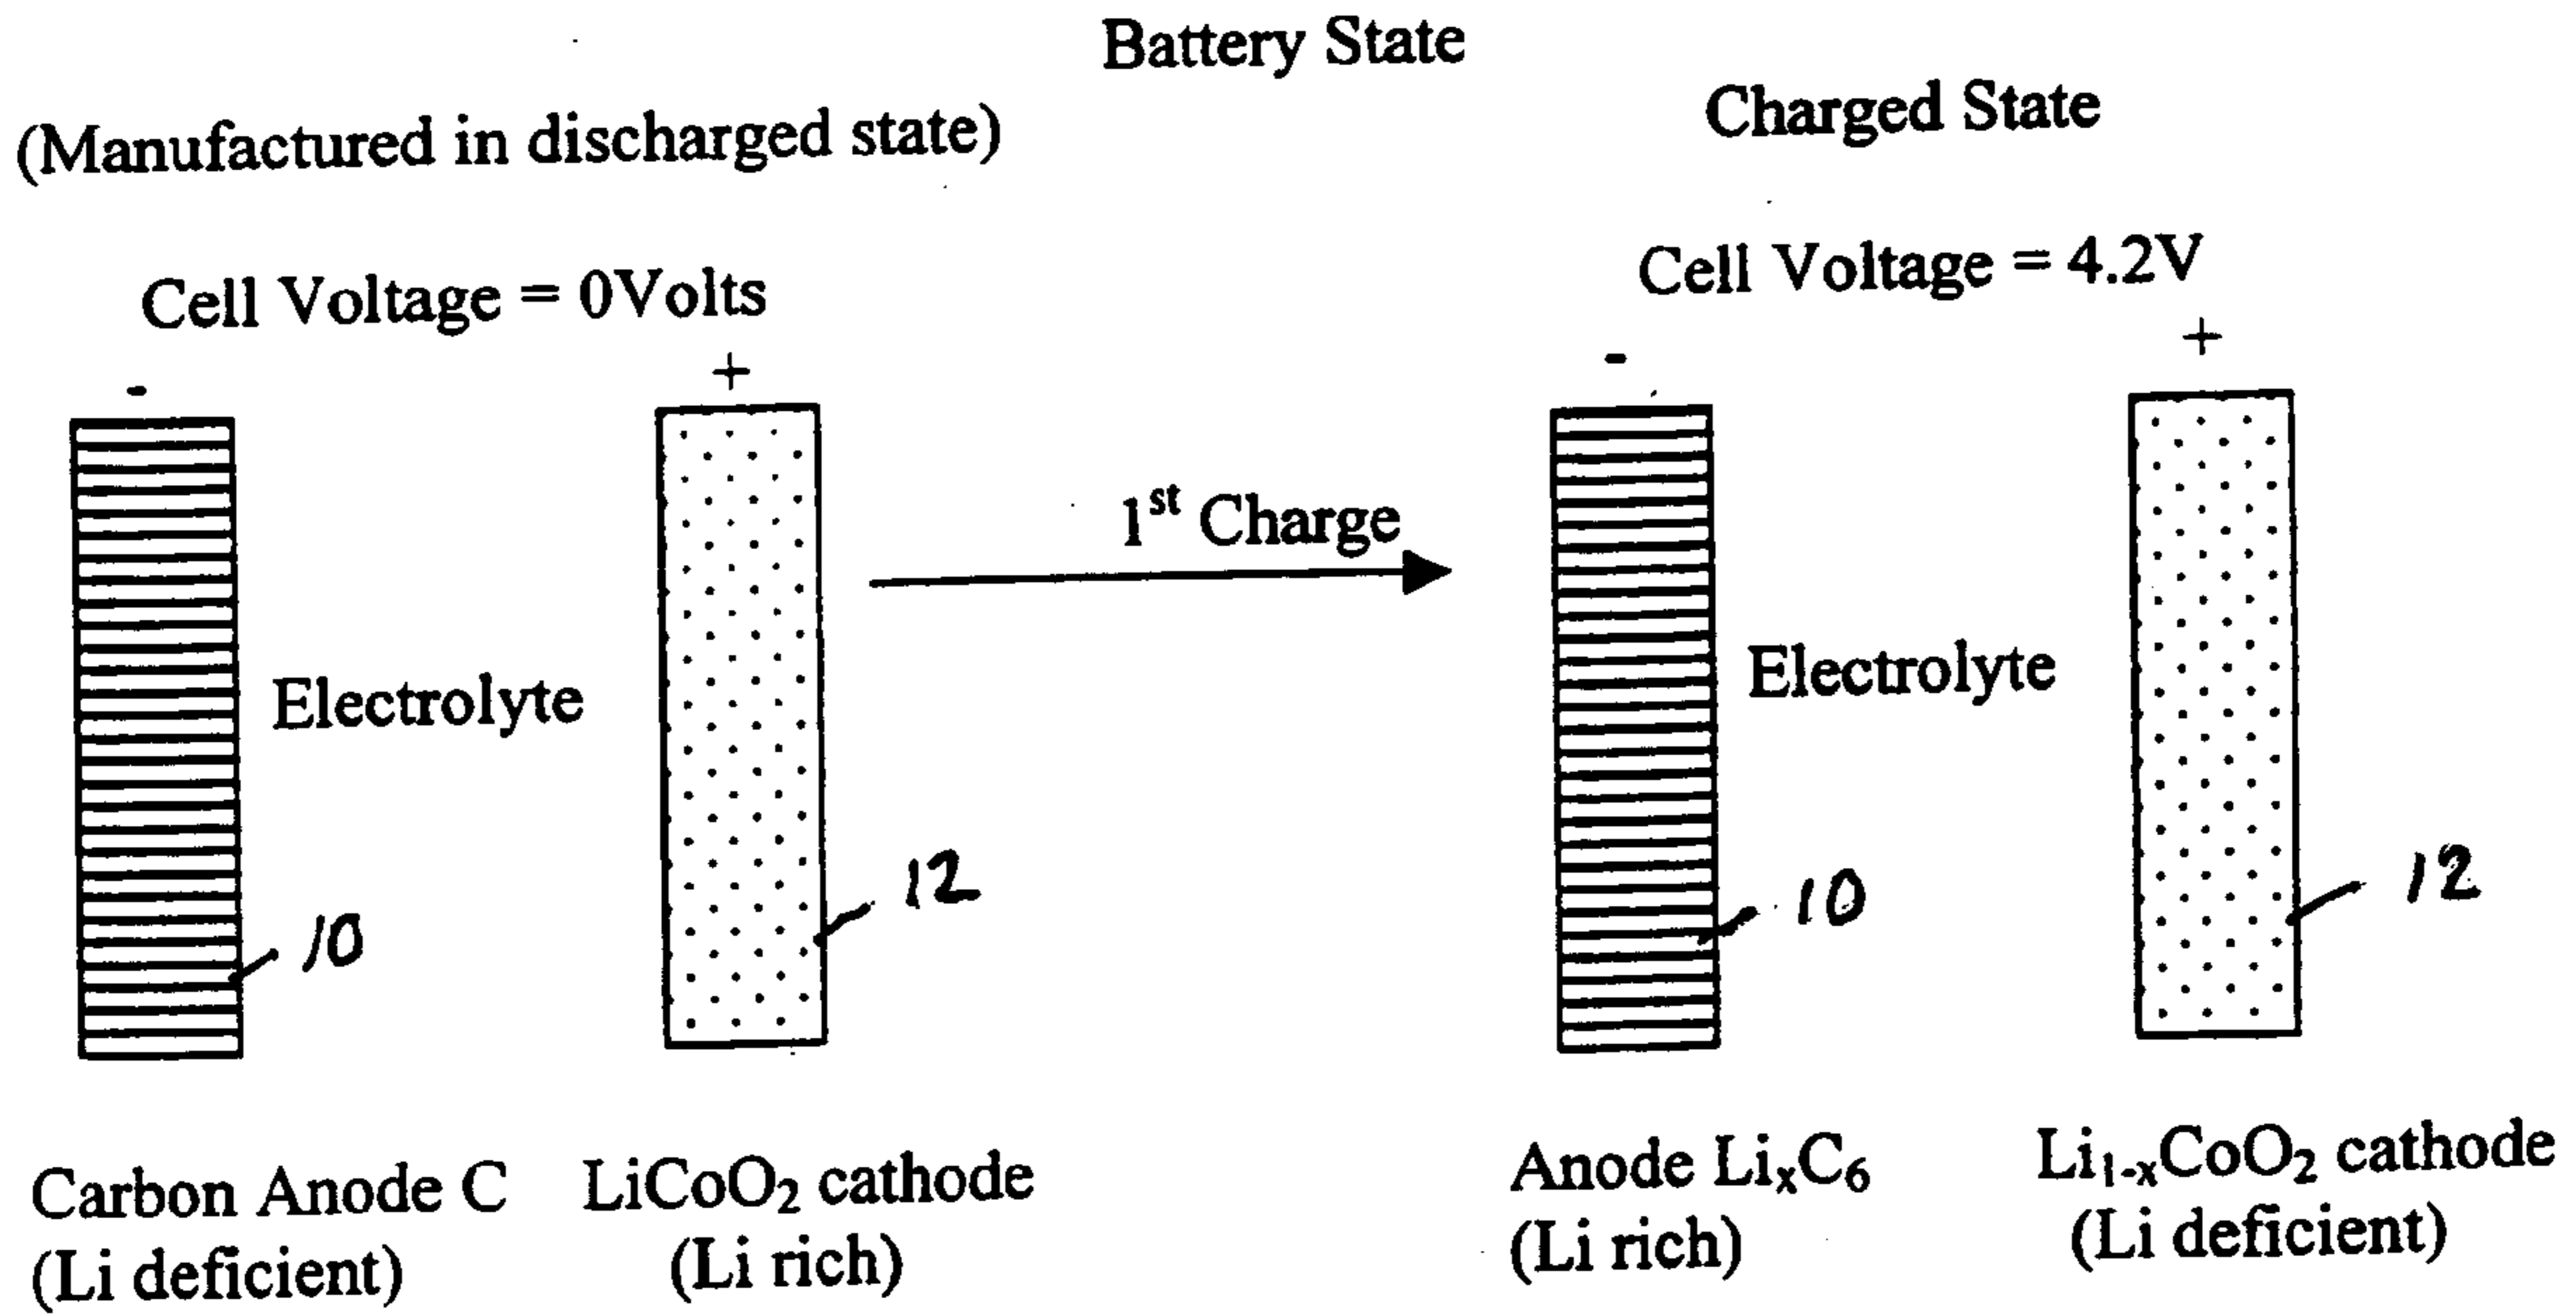 Battery State
(Manufactured in discharged state)
Charged State
Cell Voltage = 0Volts
Cell Voltage = 4.2V
- +
- +
1st Charge
Electrolyte
Electrolyte
10
12
10
12
Carbon Anode C
(Li deficient)
LiCoO2 cathode
(Li rich)
Anode LixC6
(Li rich)
Li1-xCoO2 cathode
(Li deficient)